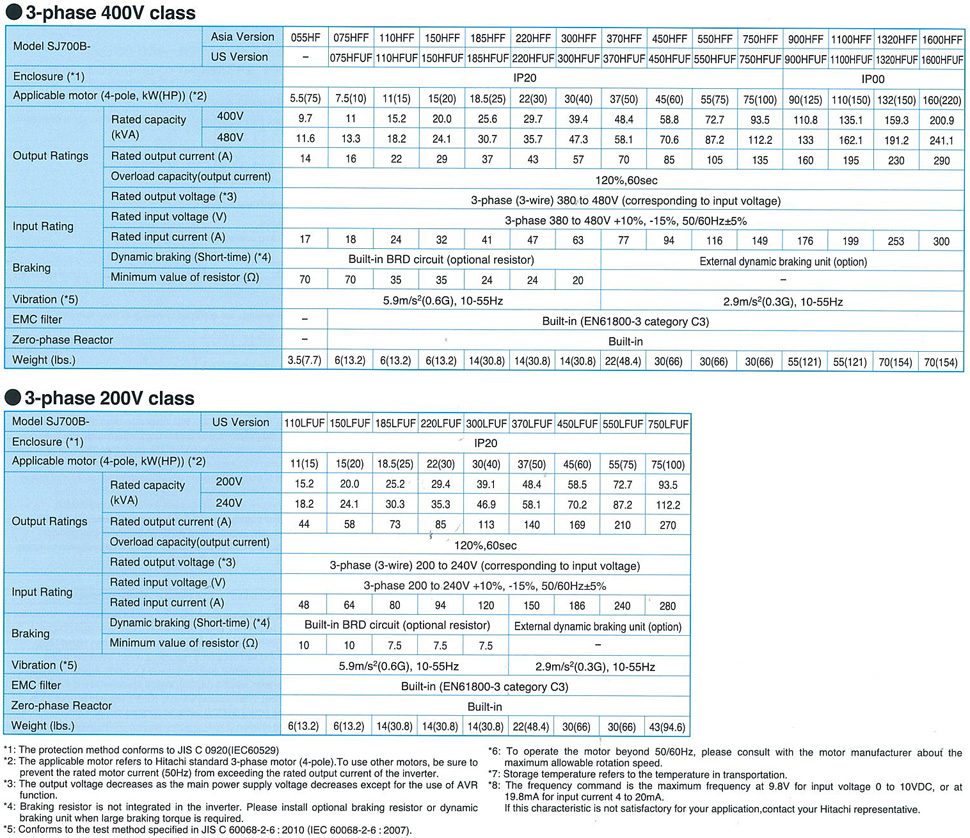 ● 3-phase 400V class
Model SJ700B- Asia Version 055HF 075HFF 110HFF 150HFF 185HFF 220HFF 300HFF 370HFF 450HFF 550HFF 750HFF 900HFF 1100HFF 1320HFF 1600HFF
US Version – 075HFUF 110HFUF 150HFUF 185HFUF 220HFUF 300HFUF 370HFUF 450HFUF 550HFUF 750HFUF 900HFUF 1100HFUF 1320HFUF 1600HFUF
Enclosure (*1) IP20 IP00
Applicable motor (4-pole, kW(HP)) (*2) 5.5(75) 7.5(10) 11(15) 15(20) 18.5(25) 22(30) 30(40) 37(50) 45(60) 55(75) 75(100) 90(125) 110(150) 132(150) 160(220)
Output Ratings Rated capacity (kVA) 400V 9.7 11 15.2 20.0 25.6 29.7 39.4 48.4 58.8 72.7 93.5 110.8 135.1 159.3 200.9
480V 11.6 13.3 18.2 24.1 30.7 35.7 47.3 58.1 70.6 87.2 112.2 133 162.1 191.2 241.1
Rated output current (A) 14 16 22 29 37 43 57 70 85 105 135 160 195 230 290
Overload capacity(output current) 120%,60sec
Rated output voltage (*3) 3-phase (3-wire) 380 to 480V (corresponding to input voltage)
Input Rating Rated input voltage (V) 3-phase 380 to 480V +10%, -15%, 50/60Hz±5%
Rated input current (A) 17 18 24 32 41 47 63 77 94 116 149 176 199 253 300
Braking Dynamic braking (Short-time) (*4) Built-in BRD circuit (optional resistor) External dynamic braking unit (option)
Minimum value of resistor (Ω) 70 70 35 35 24 24 20 –
Vibration (*5) 5.9m/s²(0.6G), 10-55Hz 2.9m/s²(0.3G), 10-55Hz
EMC filter – Built-in (EN61800-3 category C3)
Zero-phase Reactor – Built-in
Weight (lbs.) 3.5(7.7) 6(13.2) 6(13.2) 6(13.2) 14(30.8) 14(30.8) 14(30.8) 22(48.4) 30(66) 30(66) 30(66) 55(121) 55(121) 70(154) 70(154)
● 3-phase 200V class
Model SJ700B- US Version 110LFUF 150LFUF 185LFUF 220LFUF 300LFUF 370LFUF 450LFUF 550LFUF 750LFUF
Enclosure (*1) IP20
Applicable motor (4-pole, kW(HP)) (*2) 11(15) 15(20) 18.5(25) 22(30) 30(40) 37(50) 45(60) 55(75) 75(100)
Output Ratings Rated capacity (kVA) 200V 15.2 20.0 25.2 29.4 39.1 48.4 58.5 72.7 93.5
240V 18.2 24.1 30.3 35.3 46.9 58.1 70.2 87.2 112.2
Rated output current (A) 44 58 73 85 113 140 169 210 270
Overload capacity(output current) 120%,60sec
Rated output voltage (*3) 3-phase (3-wire) 200 to 240V (corresponding to input voltage)
Input Rating Rated input voltage (V) 3-phase 200 to 240V +10%, -15%, 50/60Hz±5%
Rated input current (A) 48 64 80 94 120 150 186 240 280
Braking Dynamic braking (Short-time) (*4) Built-in BRD circuit (optional resistor) External dynamic braking unit (option)
Minimum value of resistor (Ω) 10 10 7.5 7.5 7.5 –
Vibration (*5) 5.9m/s²(0.6G), 10-55Hz 2.9m/s²(0.3G), 10-55Hz
EMC filter Built-in (EN61800-3 category C3)
Zero-phase Reactor Built-in
Weight (lbs.) 6(13.2) 6(13.2) 14(30.8) 14(30.8) 14(30.8) 22(48.4) 30(66) 30(66) 43(94.6)
*1: The protection method conforms to JIS C 0920(IEC60529)
*2: The applicable motor refers to Hitachi standard 3-phase motor (4-pole).To use other motors, be sure to
prevent the rated motor current (50Hz) from exceeding the rated output current of the inverter.
*3: The output voltage decreases as the main power supply voltage decreases except for the use of AVR
function.
*4: Braking resistor is not integrated in the inverter. Please install optional braking resistor or dynamic
braking unit when large braking torque is required.
*5: Conforms to the test method specified in JIS C 60068-2-6 : 2010 (IEC 60068-2-6 : 2007).
*6: To operate the motor beyond 50/60Hz, please consult with the motor manufacturer about the
maximum allowable rotation speed.
*7: Storage temperature refers to the temperature in transportation.
*8: The frequency command is the maximum frequency at 9.8V for input voltage 0 to 10VDC, or at
19.8mA for input current 4 to 20mA.
If this characteristic is not satisfactory for your application,contact your Hitachi representative.